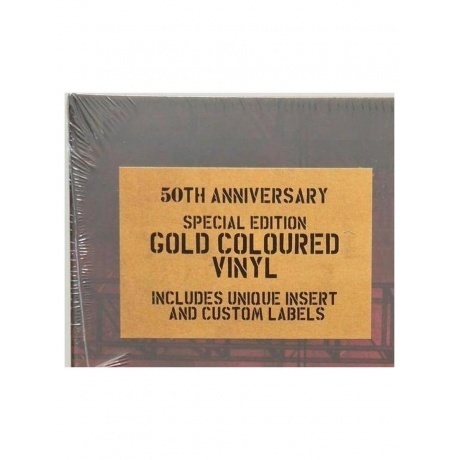 50TH ANNIVERSARY
SPECIAL EDITION
GOLD COLOURED
VINYL
INCLUDES UNIQUE INSERT
AND CUSTOM LABELS